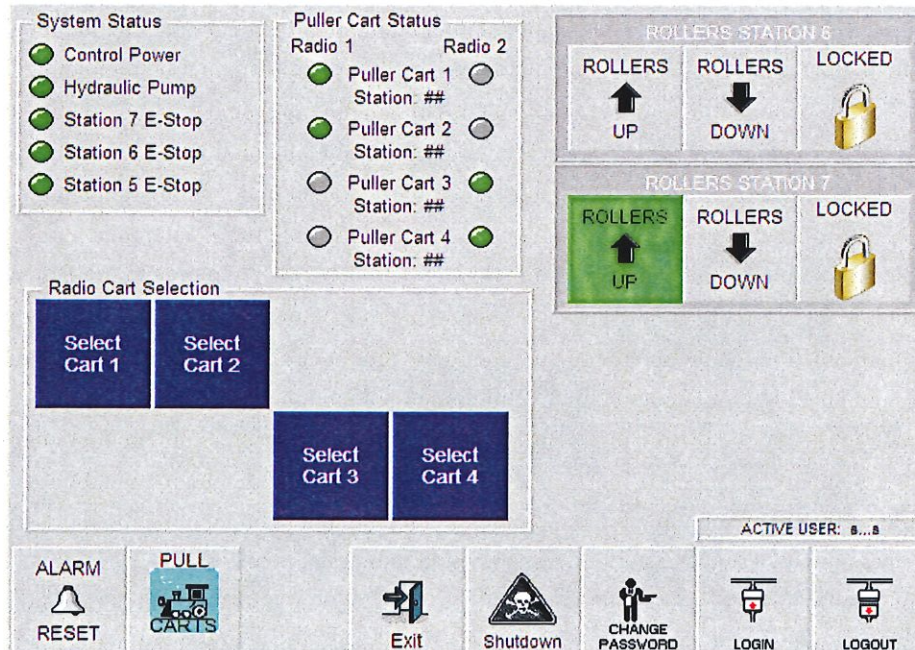 System Status
Control Power
Hydraulic Pump
Station 7 E-Stop
Station 6 E-Stop
Station 5 E-Stop
Puller Cart Status
Radio 1 Radio 2
Puller Cart 1
Station: ##
Puller Cart 2
Station: ##
Puller Cart 3
Station: ##
Puller Cart 4
Station: ##
ROLLERS STATION 6
ROLLERS
UP
ROLLERS
DOWN
LOCKED
ROLLERS STATION 7
ROLLERS
UP
ROLLERS
DOWN
LOCKED
Radio Cart Selection
Select
Cart 1
Select
Cart 2
Select
Cart 3
Select
Cart 4
ACTIVE USER: s...s
ALARM
RESET
PULL
CARTS
Exit
Shutdown
CHANGE
PASSWORD
LOGIN
LOGOUT